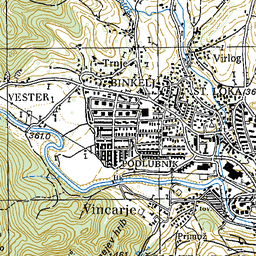 Virlog
Trnje
BINKELJ
VESTER
ST. LOKA
3610
PODLUBNIK
Vincarje
Primož